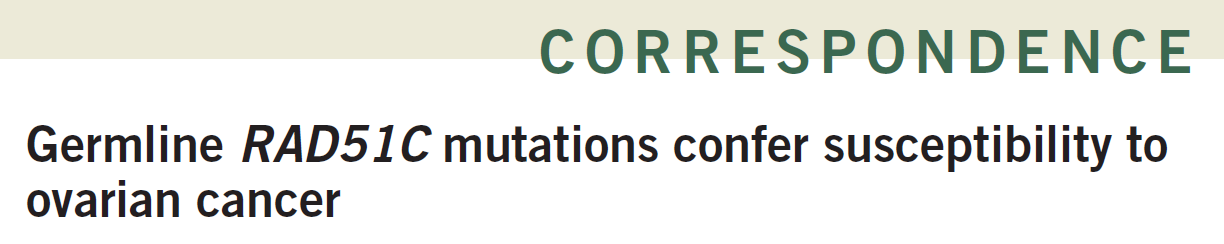 CORRESPONDENCE
Germline RAD51C mutations confer susceptibility to
ovarian cancer